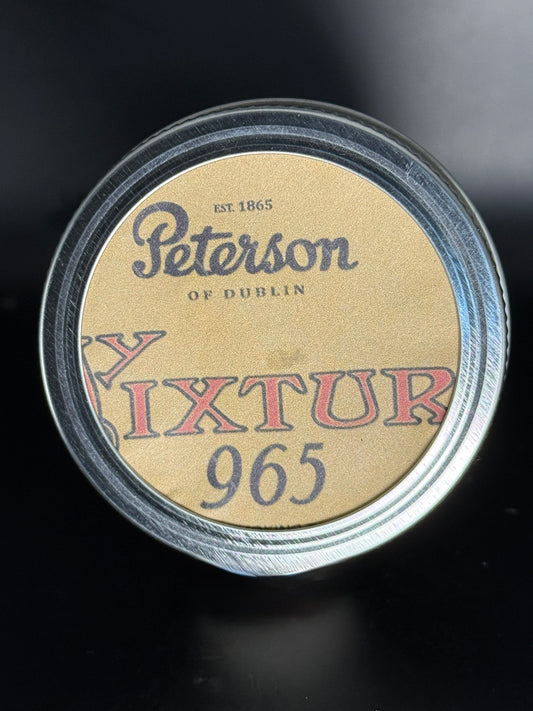 EST. 1865
Peterson
OF DUBLIN
Y
IXTUR
965